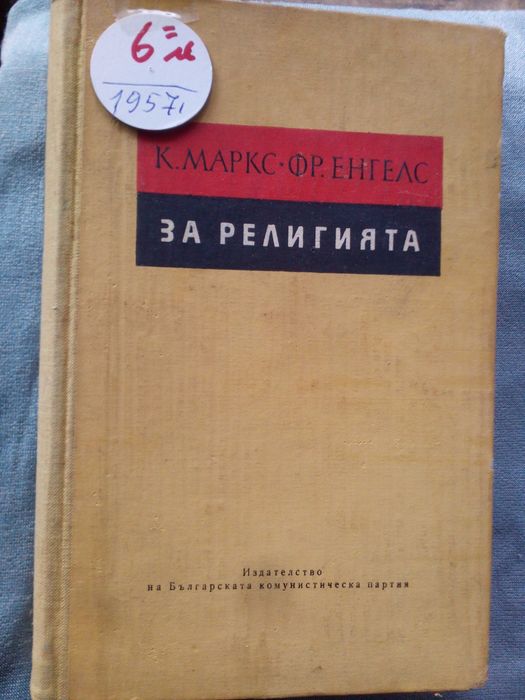 6= лв
1957г
К. МАРКС · ФР. ЕНГЕЛС
ЗА РЕЛИГИЯТА
Издателство
на Българската комунистическа партия